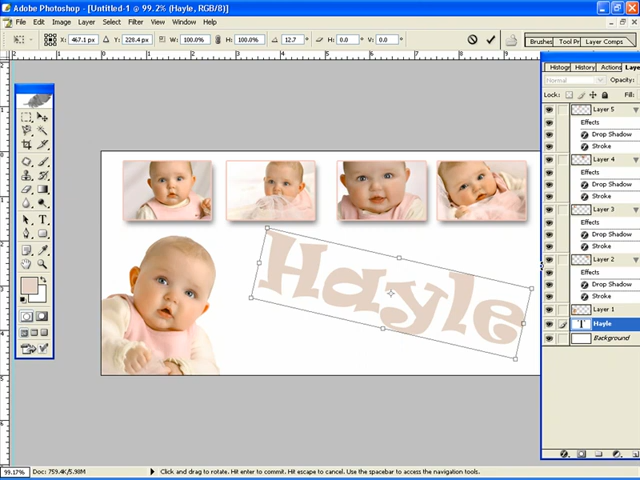 Adobe Photoshop - [Untitled-1 @ 99.2% (Hayle, RGB/8)]
File Edit Image Layer Select Filter View Window Help
X: 467.1 px Y: 228.4 px W: 100.0% H: 100.0% 12.7 ° H: 0.0 ° V: 0.0 °
Brushes Tool Pr Layer Comps
Histogr History Actions Laye
Normal Opacity:
Lock: Fill:
Layer 5
Effects
Drop Shadow
Stroke
Layer 4
Effects
Drop Shadow
Stroke
Layer 3
Effects
Drop Shadow
Stroke
Layer 2
Effects
Drop Shadow
Stroke
Layer 1
T Hayle
Background
Hayle
99.17% Doc: 759.4K/5.98M Click and drag to rotate. Hit enter to commit. Hit escape to cancel. Use the spacebar to access the navigation tools.